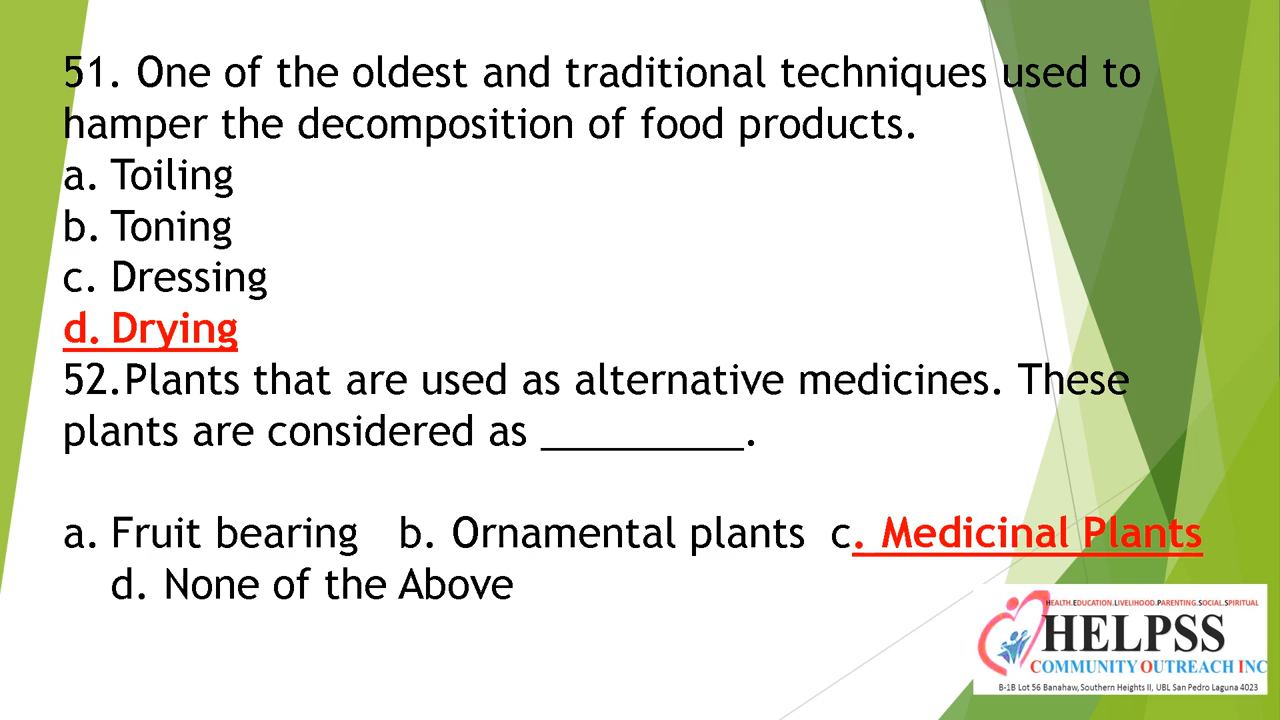 51. One of the oldest and traditional techniques used to
hamper the decomposition of food products.
a. Toiling
b. Toning
c. Dressing
d. Drying
52.Plants that are used as alternative medicines. These
plants are considered as __________.
a. Fruit bearing b. Ornamental plants c. Medicinal Plants
d. None of the Above
HEALTH.EDUCATION.LIVELIHOOD.PARENTING.SOCIAL.SPIRITUAL
HELPSS
COMMUNITY OUTREACH INC
B-1B Lot 56 Banahaw, Southern Heights II, UBL San Pedro Laguna 4023